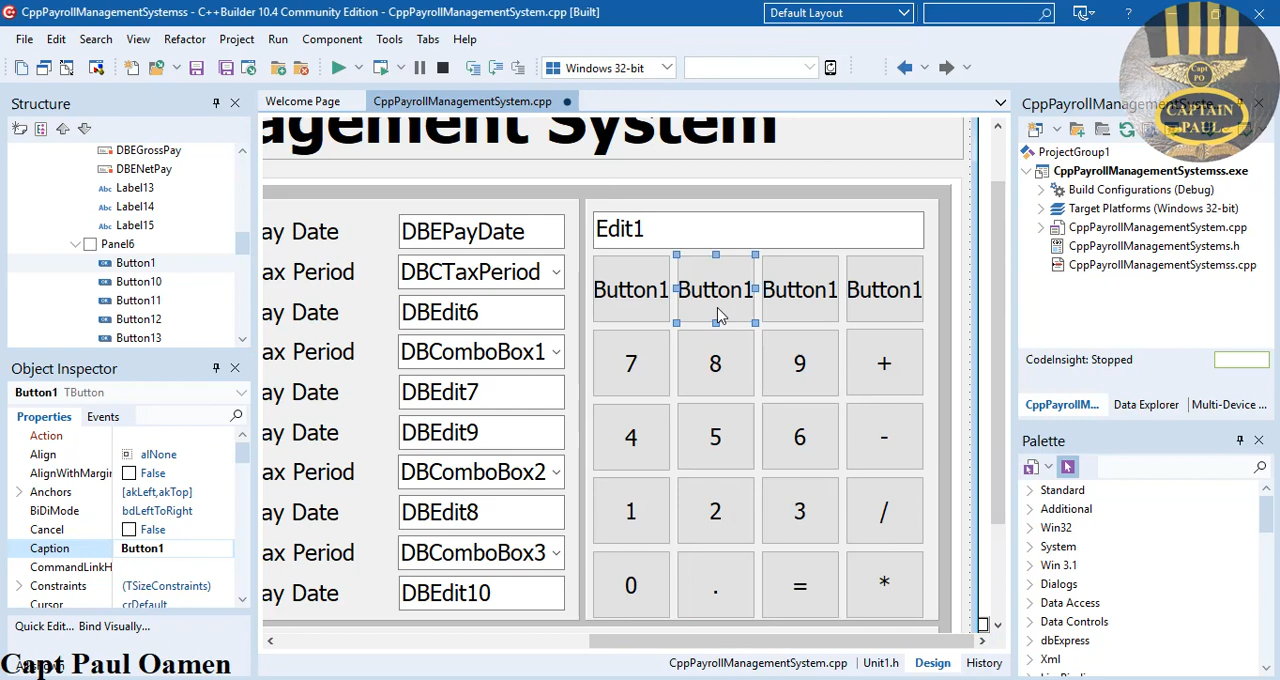 CppPayrollManagementSystemss - C++Builder 10.4 Community Edition - CppPayrollManagementSystem.cpp [Built]
Default Layout
File Edit Search View Refactor Project Run Component Tools Tabs Help
Windows 32-bit
Structure
DBEGrossPay
DBENetPay
Label13
Label14
Label15
Panel6
Button1
Button10
Button11
Button12
Button13
Object Inspector
Button1 TButton
Properties Events
Action
Align alNone
AlignWithMargin False
Anchors [akLeft,akTop]
BiDiMode bdLeftToRight
Cancel False
Caption Button1
CommandLinkH
Constraints (TSizeConstraints)
Cursor crDefault
Quick Edit... Bind Visually...
Capt Paul Oamen
Welcome Page CppPayrollManagementSystem.cpp
agement System
ay Date DBEPayDate
ax Period DBCTaxPeriod
ay Date DBEdit6
ax Period DBComboBox1
ay Date DBEdit7
ay Date DBEdit9
ax Period DBComboBox2
ay Date DBEdit8
ax Period DBComboBox3
ay Date DBEdit10
Edit1
Button1 Button1 Button1 Button1
7 8 9 +
4 5 6 -
1 2 3 /
0 . = *
CppPayrollManagementSystem.cpp Unit1.h Design History
CppPayrollManagementSyste
Capt
PO
CAPTAIN
PAUL
ProjectGroup1
CppPayrollManagementSystemss.exe
Build Configurations (Debug)
Target Platforms (Windows 32-bit)
CppPayrollManagementSystem.cpp
CppPayrollManagementSystems.h
CppPayrollManagementSystemss.cpp
CodeInsight: Stopped
CppPayrollM... Data Explorer Multi-Device ...
Palette
Standard
Additional
Win32
System
Win 3.1
Dialogs
Data Access
Data Controls
dbExpress
Xml